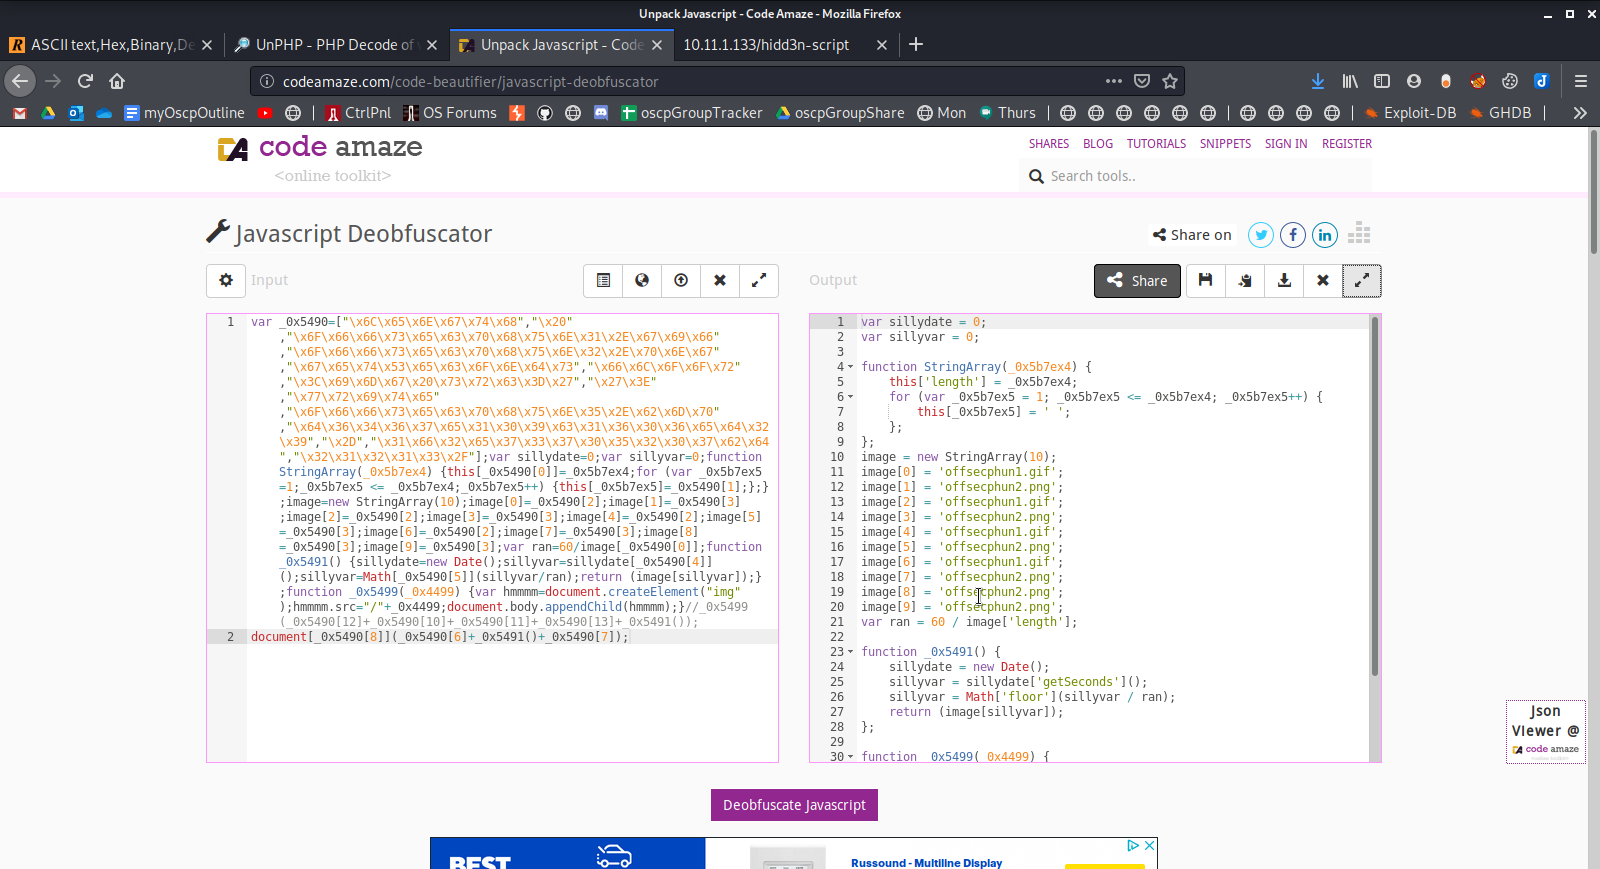 Unpack Javascript - Code Amaze - Mozilla Firefox
ASCII text,Hex,Binary,De
UnPHP - PHP Decode of
Unpack Javascript - Code
10.11.1.133/hidd3n-script
codeamaze.com/code-beautifier/javascript-deobfuscator
myOscpOutline
CtrlPnl
OS Forums
oscpGroupTracker
oscpGroupShare
Mon
Thurs
Exploit-DB
GHDB
code amaze
<online toolkit>
SHARES BLOG TUTORIALS SNIPPETS SIGN IN REGISTER
Search tools..
Javascript Deobfuscator
Share on
Input
Output
Share
1 var _0x5490=["\x6C\x65\x6E\x67\x74\x68","\x20"
,"\x6F\x66\x66\x73\x65\x63\x70\x68\x75\x6E\x31\x2E\x67\x69\x66"
,"\x6F\x66\x66\x73\x65\x63\x70\x68\x75\x6E\x32\x2E\x70\x6E\x67"
,"\x67\x65\x74\x53\x65\x63\x6F\x6E\x64\x73","\x66\x6C\x6F\x6F\x72"
,"\x3C\x69\x6D\x67\x20\x73\x72\x63\x3D\x27","\x27\x3E"
,"\x77\x72\x69\x74\x65"
,"\x6F\x66\x66\x73\x65\x63\x70\x68\x75\x6E\x35\x2E\x62\x6D\x70"
,"\x64\x36\x34\x36\x37\x65\x31\x30\x39\x63\x31\x36\x30\x36\x65\x64\x32
\x39","\x2D","\x31\x66\x32\x65\x37\x33\x37\x30\x35\x32\x30\x37\x62\x64
","\x32\x31\x32\x31\x33\x2F"];var sillydate=0;var sillyvar=0;function
StringArray(_0x5b7ex4) {this[_0x5490[0]]=_0x5b7ex4;for (var _0x5b7ex5
=1;_0x5b7ex5 <= _0x5b7ex4;_0x5b7ex5++) {this[_0x5b7ex5]=_0x5490[1];};}
;image=new StringArray(10);image[0]=_0x5490[2];image[1]=_0x5490[3]
;image[2]=_0x5490[2];image[3]=_0x5490[3];image[4]=_0x5490[2];image[5]
=_0x5490[3];image[6]=_0x5490[2];image[7]=_0x5490[3];image[8]
=_0x5490[3];image[9]=_0x5490[3];var ran=60/image[_0x5490[0]];function
_0x5491() {sillydate=new Date();sillyvar=sillydate[_0x5490[4]]
();sillyvar=Math[_0x5490[5]](sillyvar/ran);return (image[sillyvar]);}
;function _0x5499(_0x4499) {var hmmmm=document.createElement("img"
);hmmmm.src="/"+_0x4499;document.body.appendChild(hmmmm);}//_0x5499
(_0x5490[12]+_0x5490[10]+_0x5490[11]+_0x5490[13]+_0x5491());
2 document[_0x5490[8]](_0x5490[6]+_0x5491()+_0x5490[7]);
1 var sillydate = 0;
2 var sillyvar = 0;
3
4 function StringArray(_0x5b7ex4) {
5 this['length'] = _0x5b7ex4;
6 for (var _0x5b7ex5 = 1; _0x5b7ex5 <= _0x5b7ex4; _0x5b7ex5++) {
7 this[_0x5b7ex5] = ' ';
8 };
9 };
10 image = new StringArray(10);
11 image[0] = 'offsecphun1.gif';
12 image[1] = 'offsecphun2.png';
13 image[2] = 'offsecphun1.gif';
14 image[3] = 'offsecphun2.png';
15 image[4] = 'offsecphun1.gif';
16 image[5] = 'offsecphun2.png';
17 image[6] = 'offsecphun1.gif';
18 image[7] = 'offsecphun2.png';
19 image[8] = 'offsecphun2.png';
20 image[9] = 'offsecphun2.png';
21 var ran = 60 / image['length'];
22
23 function _0x5491() {
24 sillydate = new Date();
25 sillyvar = sillydate['getSeconds']();
26 sillyvar = Math['floor'](sillyvar / ran);
27 return (image[sillyvar]);
28 };
29
30 function _0x5499(_0x4499) {
Json
Viewer @
code amaze
Deobfuscate Javascript
BEST
Russound - Multiline Display